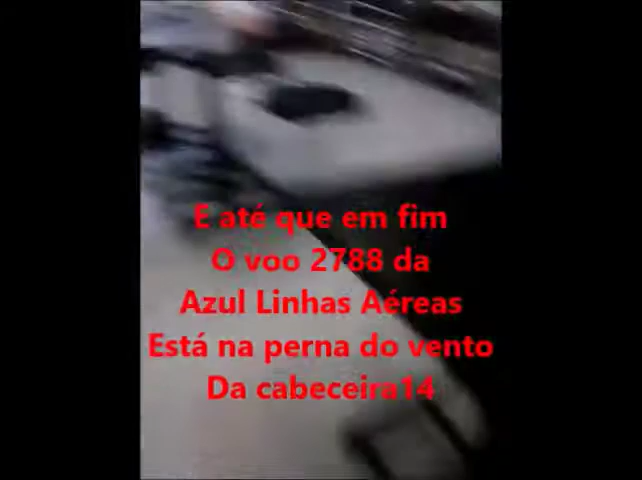 E até que em fim
O voo 2788 da
Azul Linhas Aéreas
Está na perna do vento
Da cabeceira14